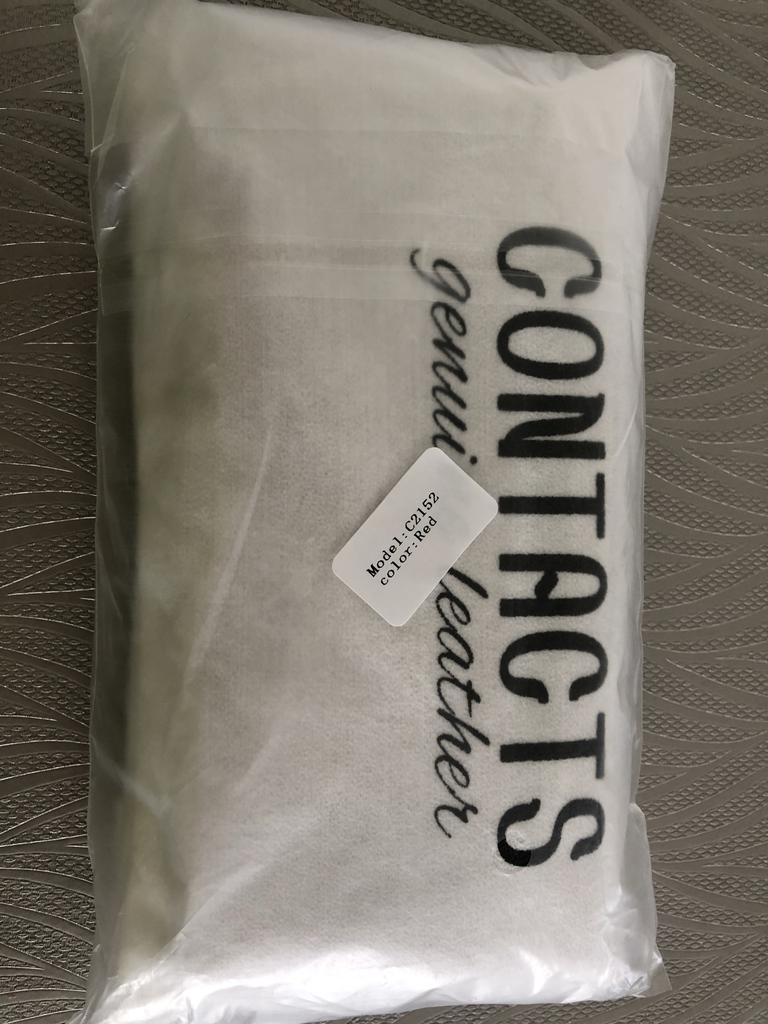 CONTACTS
genui leather
Model:C2152
color:Red